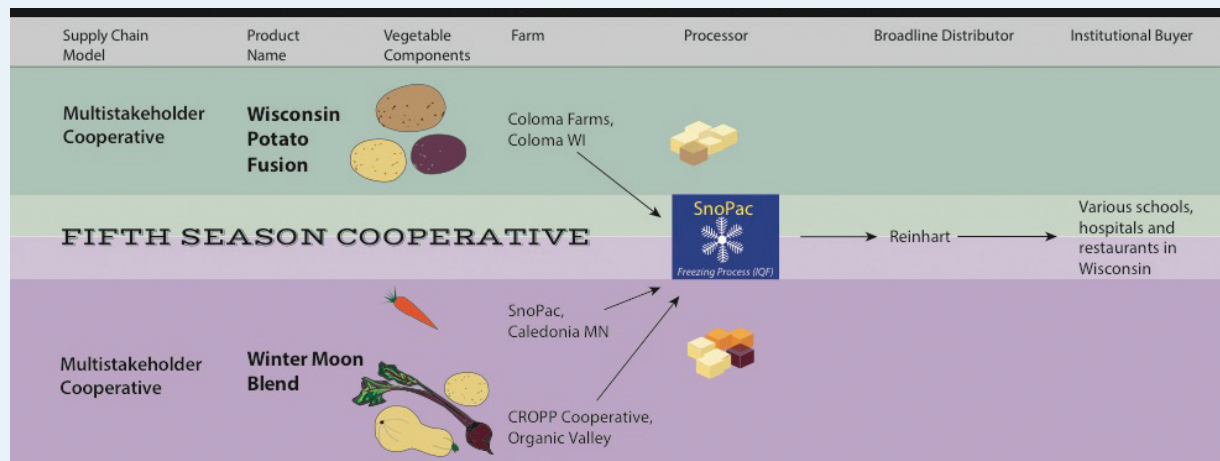 Supply Chain
Model
Product
Name
Vegetable
Components
Farm
Processor
Broadline Distributor
Institutional Buyer
Multistakeholder
Cooperative
Wisconsin
Potato
Fusion
Coloma Farms,
Coloma WI
FIFTH SEASON COOPERATIVE
SnoPac
Freezing Process (IQF)
Reinhart
Various schools,
hospitals and
restaurants in
Wisconsin
Multistakeholder
Cooperative
Winter Moon
Blend
SnoPac,
Caledonia MN
CROPP Cooperative,
Organic Valley